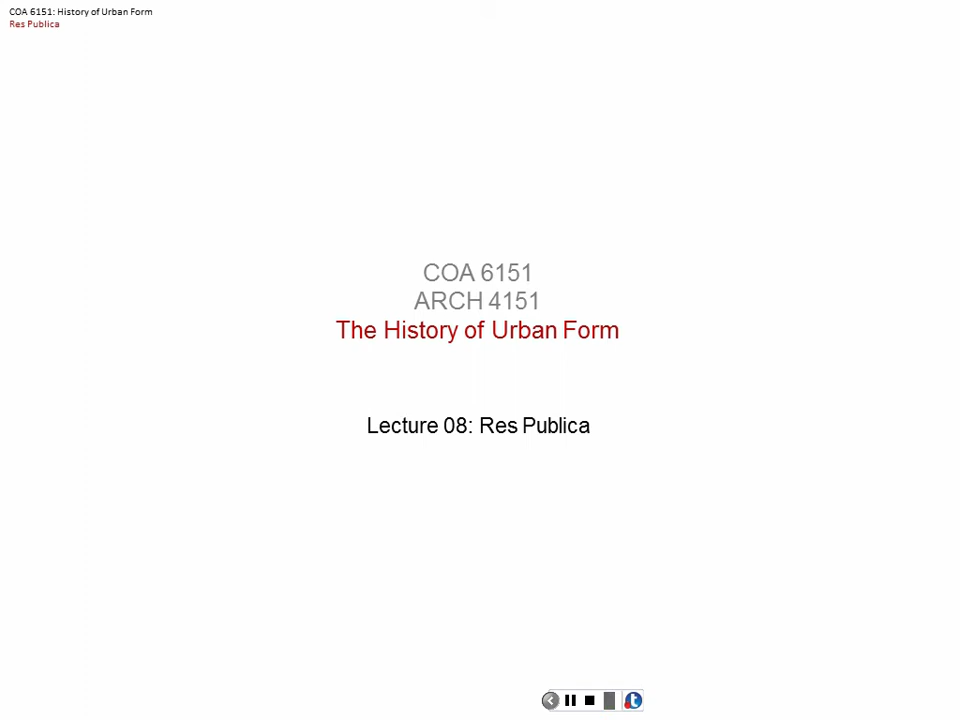 COA 6151: History of Urban Form
Res Publica
COA 6151
ARCH 4151
The History of Urban Form
Lecture 08: Res Publica
t